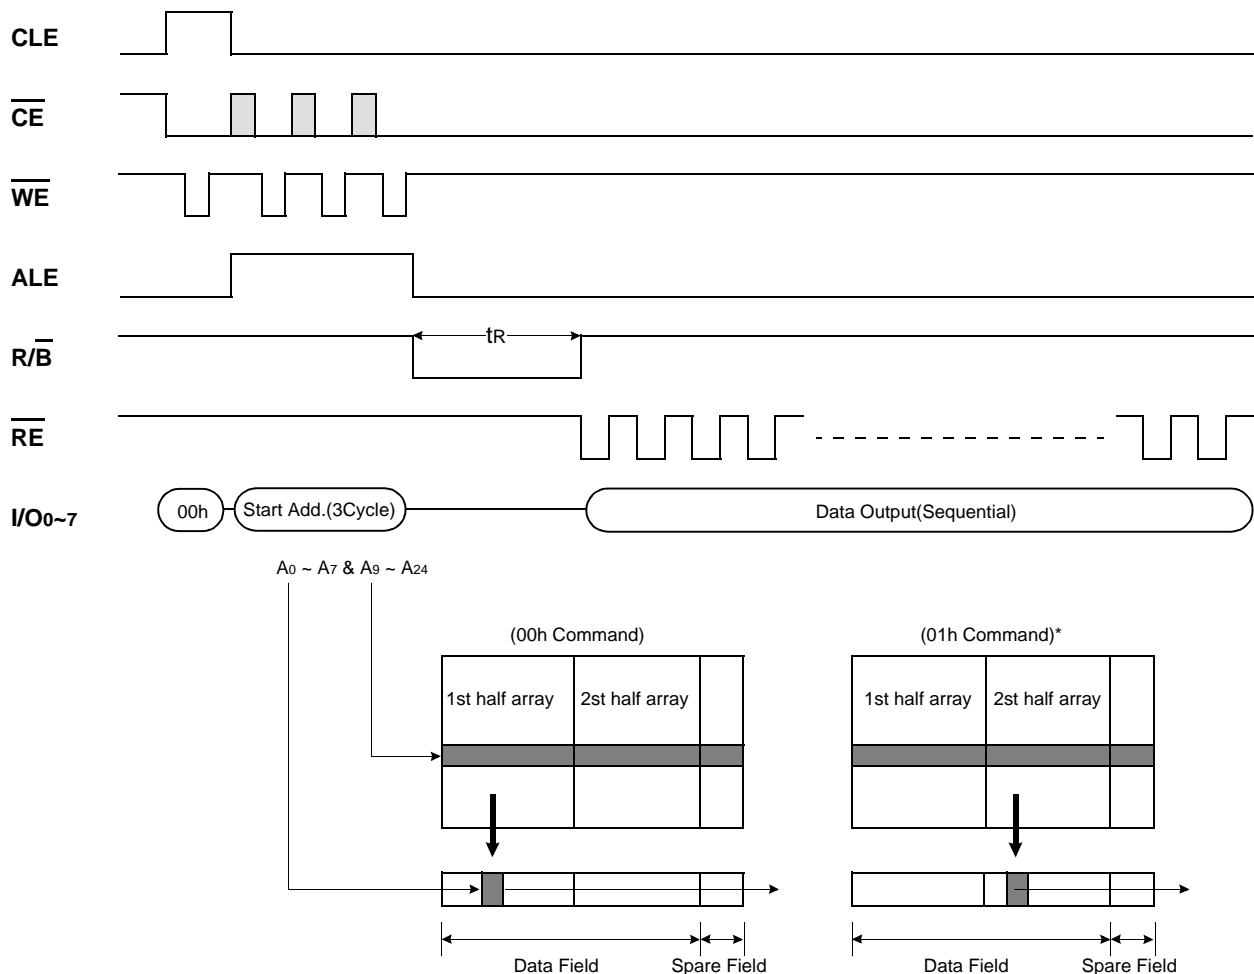 CLE
CE
WE
ALE
R/B
tR
RE
I/O0~7
00h
Start Add.(3Cycle)
Data Output(Sequential)
A0 ~ A7 & A9 ~ A24
(00h Command)
(01h Command)*
1st half array
2st half array
1st half array
2st half array
Data Field
Spare Field
Data Field
Spare Field